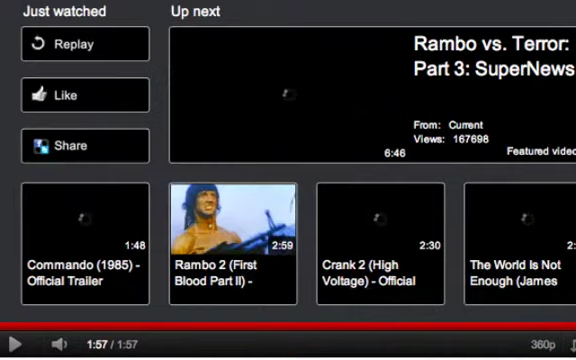 Just watched
Up next
Replay
Like
Share
Rambo vs. Terror:
Part 3: SuperNews
From: Current
Views: 167698
6:46
Featured video
1:48
Commando (1985) -
Official Trailer
2:59
Rambo 2 (First
Blood Part II) -
2:30
Crank 2 (High
Voltage) - Official
2:
The World Is Not
Enough (James
1:57 / 1:57
360p